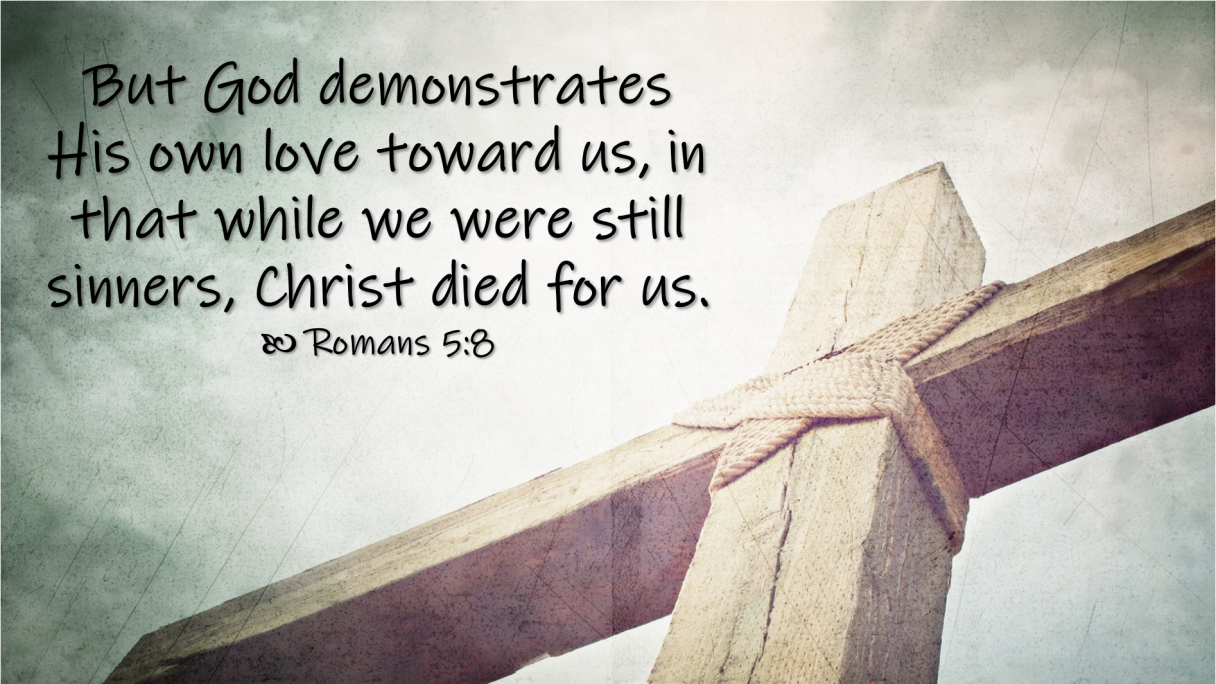 But God demonstrates
His own love toward us, in
that while we were still
sinners, Christ died for us.
Romans 5:8